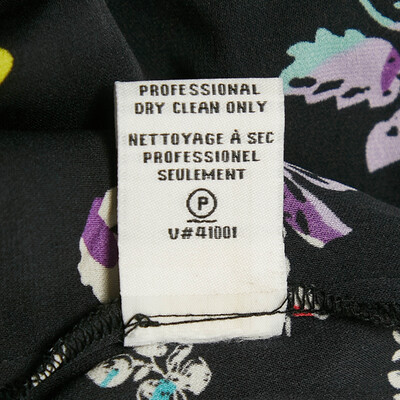 PROFESSIONAL
DRY CLEAN ONLY
NETTOYAGE À SEC
PROFESSIONEL
SEULEMENT
P
V#41001